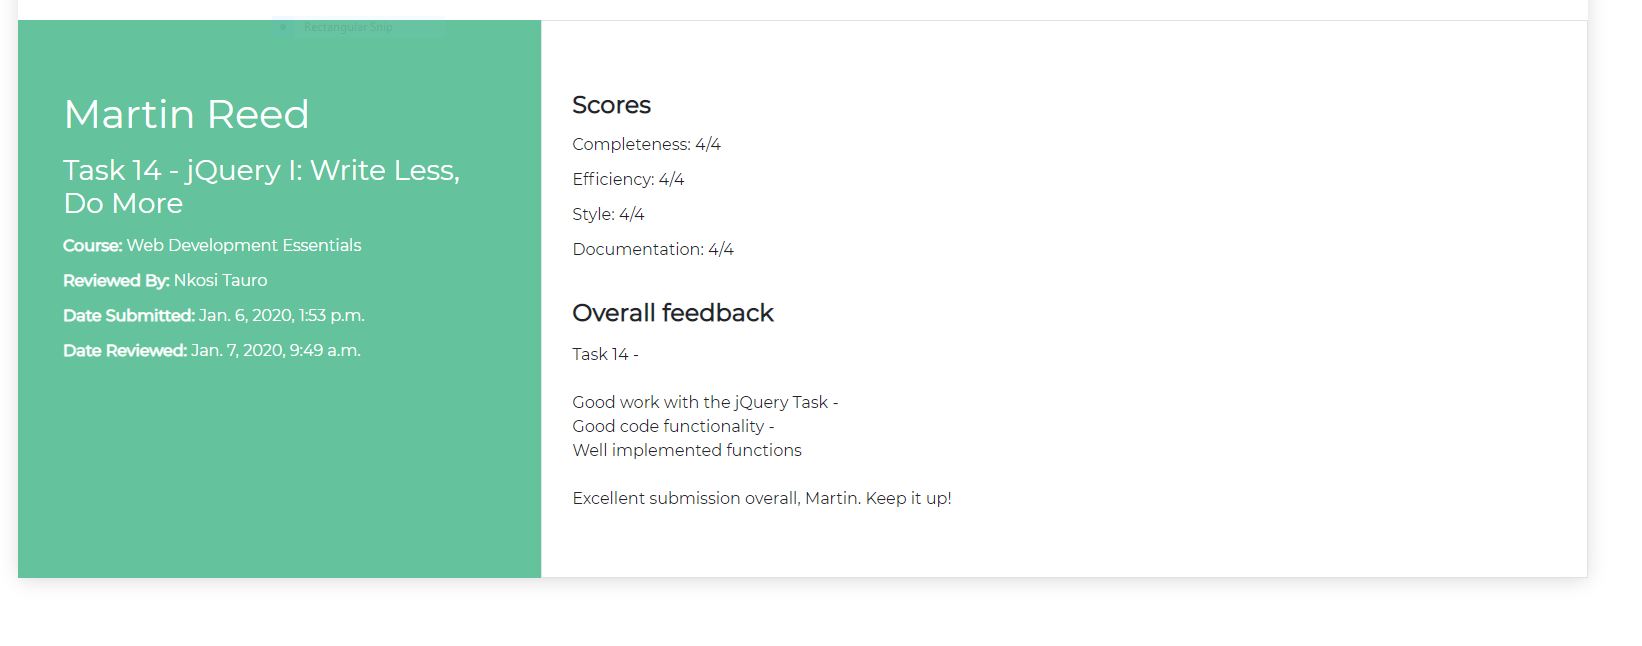 Rectangular Snip
Martin Reed
Task 14 - jQuery I: Write Less,
Do More
Course: Web Development Essentials
Reviewed By: Nkosi Tauro
Date Submitted: Jan. 6, 2020, 1:53 p.m.
Date Reviewed: Jan. 7, 2020, 9:49 a.m.
Scores
Completeness: 4/4
Efficiency: 4/4
Style: 4/4
Documentation: 4/4
Overall feedback
Task 14 -
Good work with the jQuery Task -
Good code functionality -
Well implemented functions
Excellent submission overall, Martin. Keep it up!